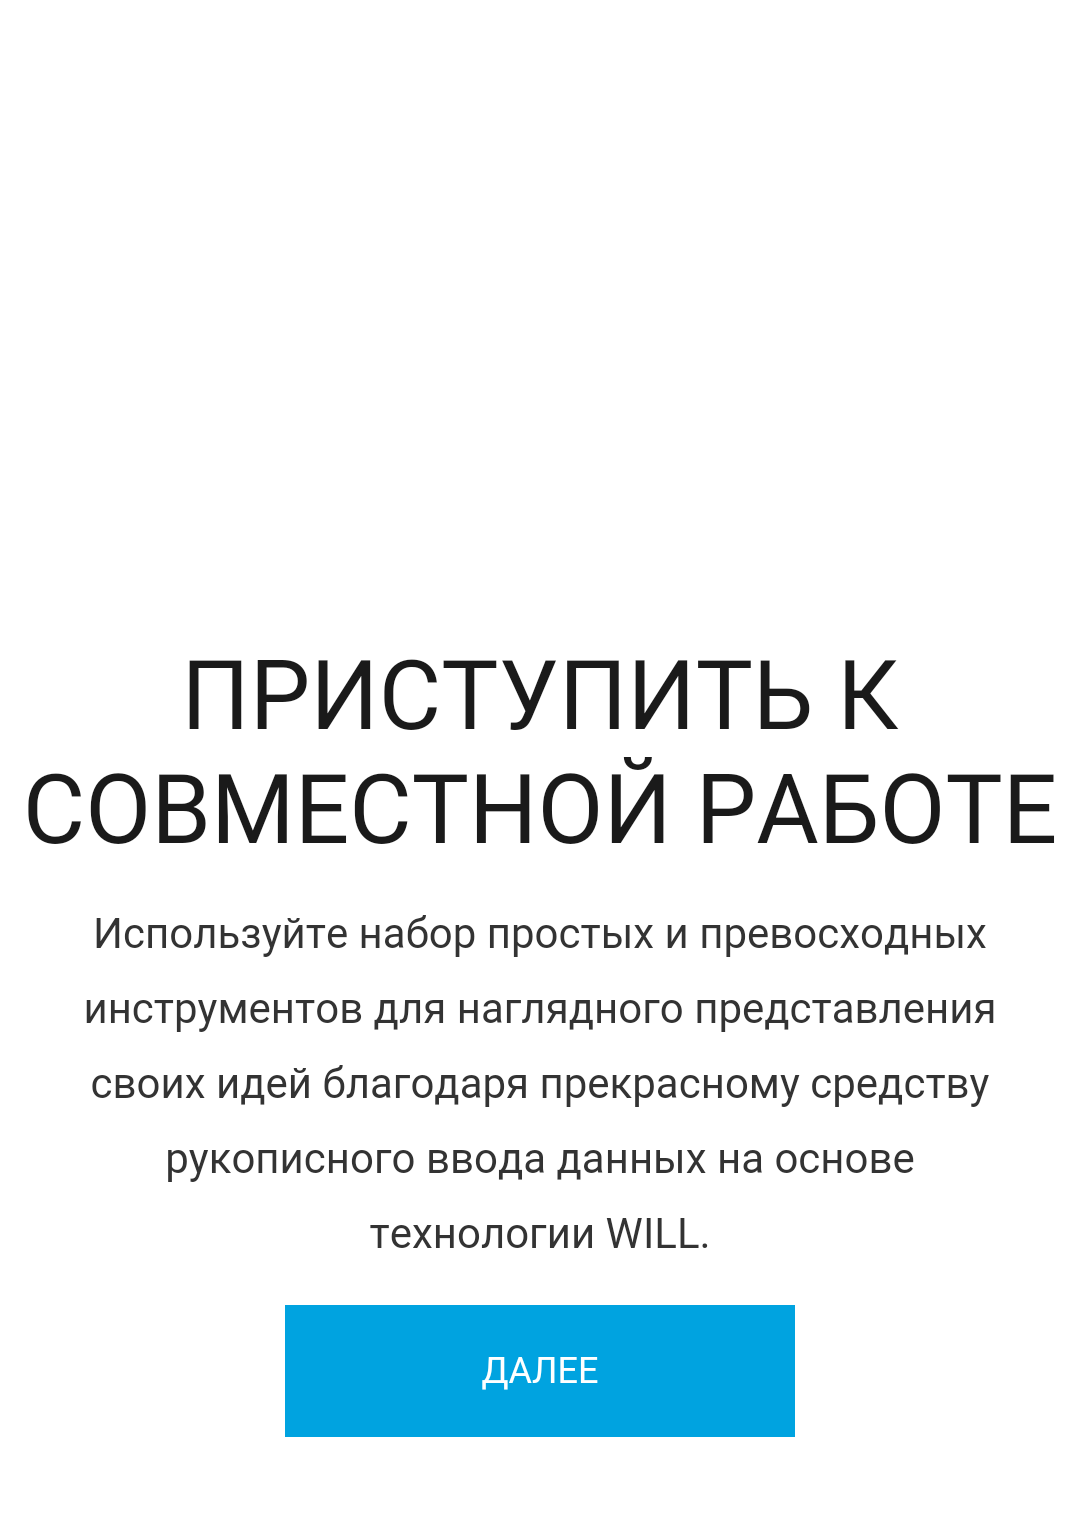 ПРИСТУПИТЬ К
СОВМЕСТНОЙ РАБОТЕ
Используйте набор простых и превосходных
инструментов для наглядного представления
своих идей благодаря прекрасному средству
рукописного ввода данных на основе
технологии WILL.
ДАЛЕЕ